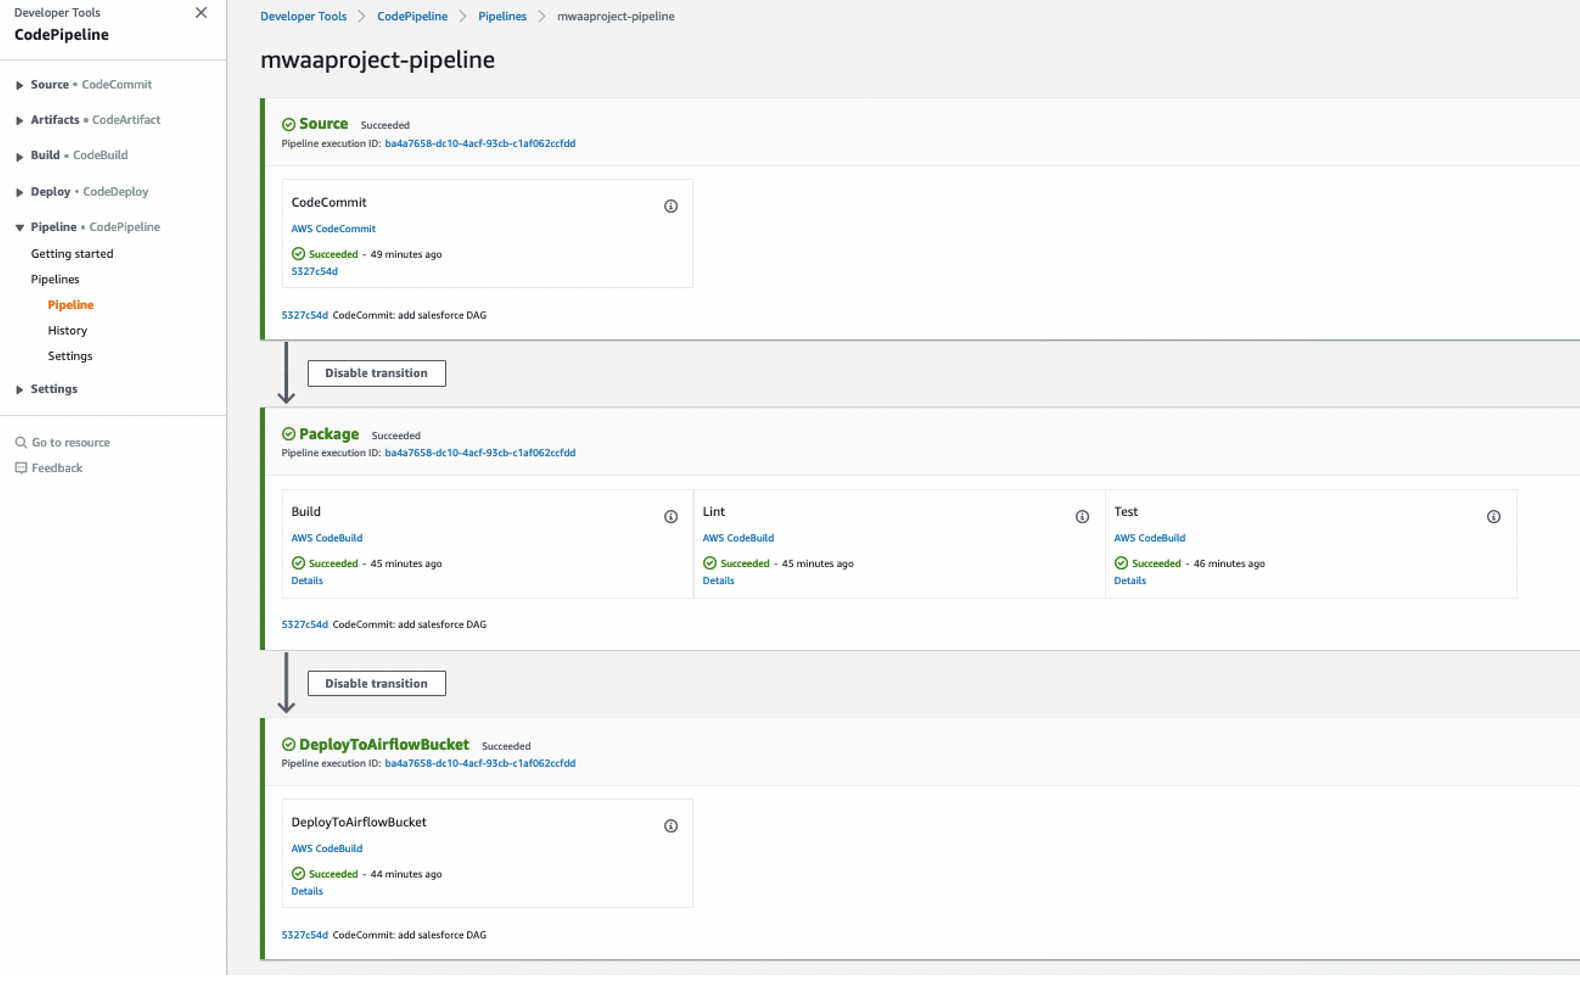 Developer Tools
CodePipeline
Source • CodeCommit
Artifacts • CodeArtifact
Build • CodeBuild
Deploy • CodeDeploy
Pipeline • CodePipeline
Getting started
Pipelines
Pipeline
History
Settings
Settings
Go to resource
Feedback
Developer Tools > CodePipeline > Pipelines > mwaaproject-pipeline
mwaaproject-pipeline
Source Succeeded
Pipeline execution ID: ba4a7658-dc10-4acf-93cb-c1af062ccfdd
CodeCommit
AWS CodeCommit
Succeeded - 49 minutes ago
5327c54d
5327c54d CodeCommit: add salesforce DAG
Disable transition
Package Succeeded
Pipeline execution ID: ba4a7658-dc10-4acf-93cb-c1af062ccfdd
Build
AWS CodeBuild
Succeeded - 45 minutes ago
Details
Lint
AWS CodeBuild
Succeeded - 45 minutes ago
Details
Test
AWS CodeBuild
Succeeded - 46 minutes ago
Details
5327c54d CodeCommit: add salesforce DAG
Disable transition
DeployToAirflowBucket Succeeded
Pipeline execution ID: ba4a7658-dc10-4acf-93cb-c1af062ccfdd
DeployToAirflowBucket
AWS CodeBuild
Succeeded - 44 minutes ago
Details
5327c54d CodeCommit: add salesforce DAG